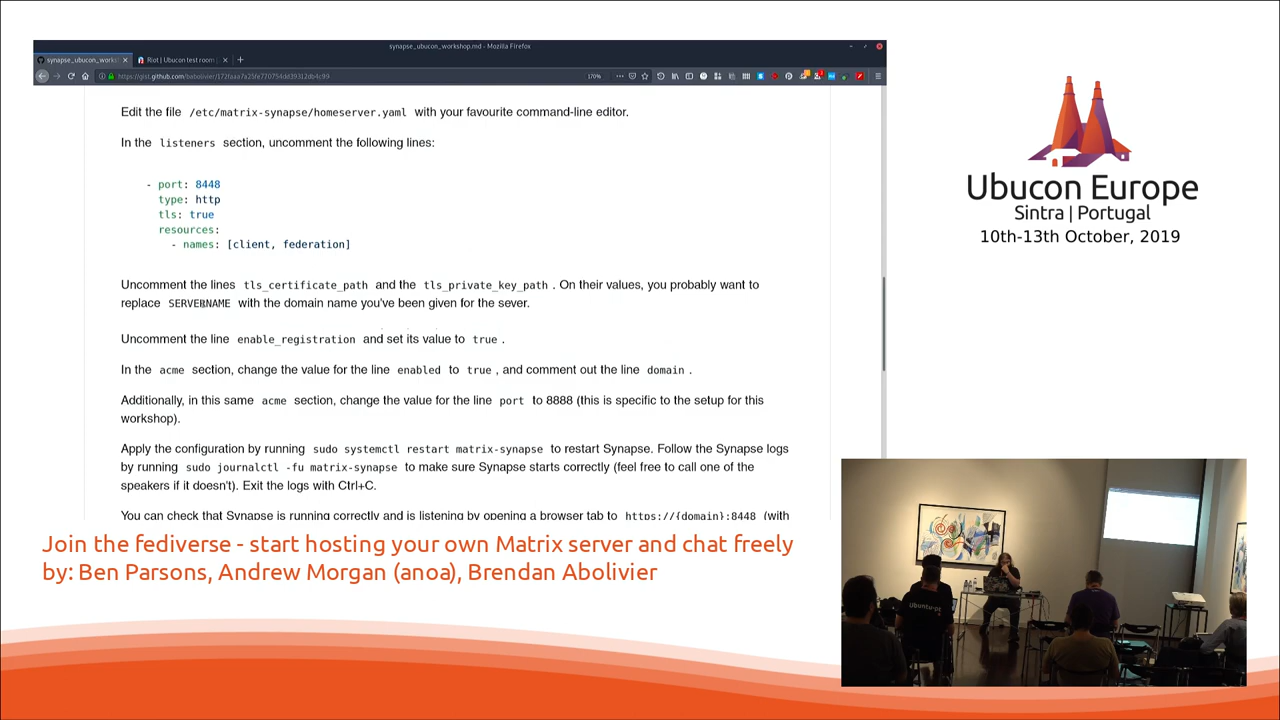 synapse_ubucon_workshop.md - Mozilla Firefox
synapse_ubucon_works
Riot | Ubucon test room
170%
Edit the file /etc/matrix-synapse/homeserver.yaml with your favourite command-line editor.
In the listeners section, uncomment the following lines:
- port: 8448
type: http
tls: true
resources:
- names: [client, federation]
Uncomment the lines tls_certificate_path and the tls_private_key_path . On their values, you probably want to
replace SERVERNAME with the domain name you've been given for the sever.
Uncomment the line enable_registration and set its value to true .
In the acme section, change the value for the line enabled to true , and comment out the line domain .
Additionally, in this same acme section, change the value for the line port to 8888 (this is specific to the setup for this
workshop).
Apply the configuration by running sudo systemctl restart matrix-synapse to restart Synapse. Follow the Synapse logs
by running sudo journalctl -fu matrix-synapse to make sure Synapse starts correctly (feel free to call one of the
speakers if it doesn't). Exit the logs with Ctrl+C.
You can check that Synapse is running correctly and is listening by opening a browser tab to https://{domain}:8448 (with
Join the fediverse - start hosting your own Matrix server and chat freely
by: Ben Parsons, Andrew Morgan (anoa), Brendan Abolivier
Ubucon Europe
Sintra | Portugal
10th-13th October, 2019
Ubuntu-pt